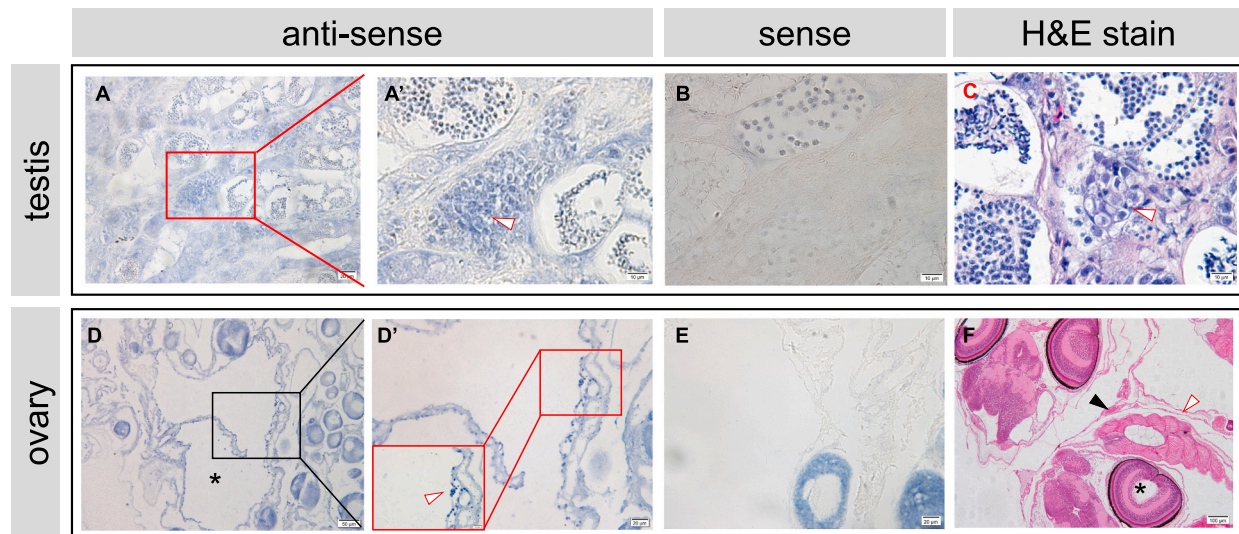 anti-sense sense H&E stain
testis
A A' B C
20 µm 10 µm 10 µm 10 µm
ovary
D D' E F
* *
50 µm 20 µm 20 µm 100 µm